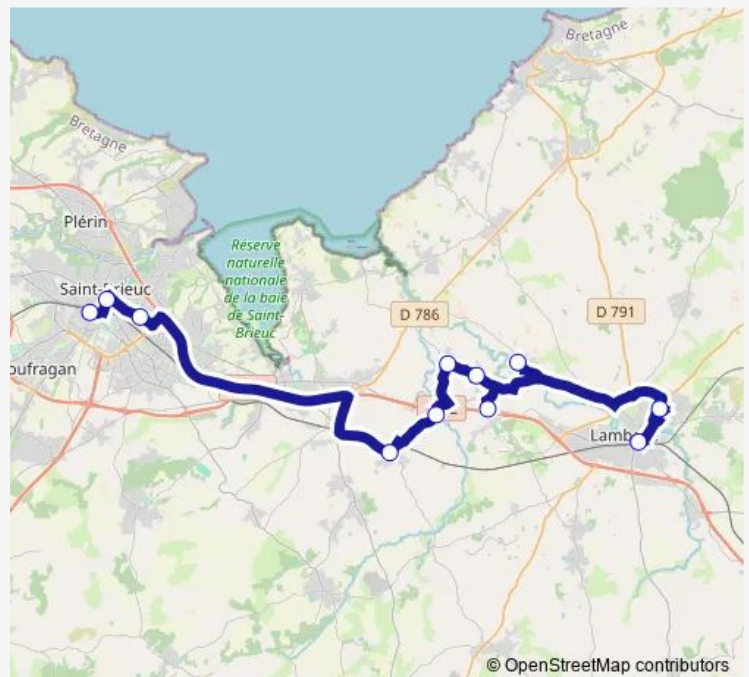 Bretagne
Bretagne
Plérin
Réserve
naturelle
nationale
de la baie
de Saint-
Brieuc
Saint-Brieuc
D 786
D 791
oufragan
© OpenStreetMap contributors